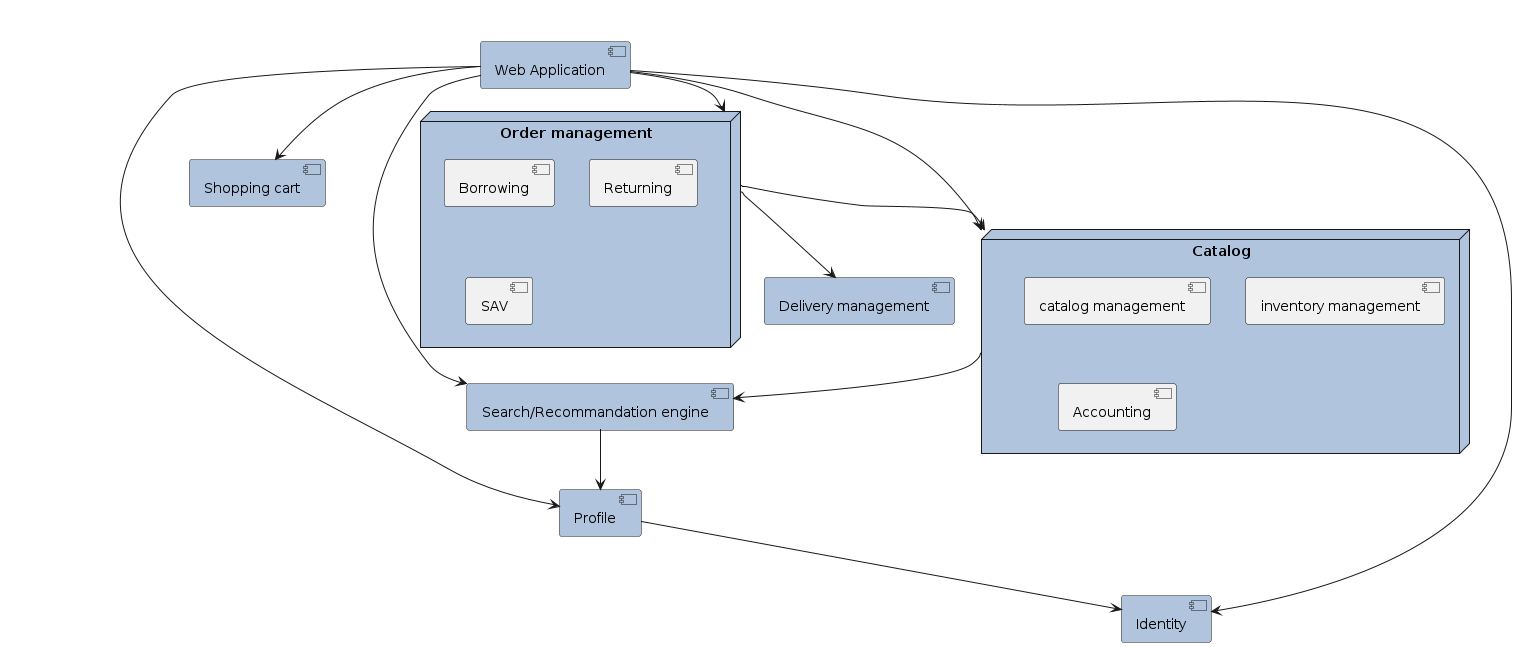 Web Application
Order management
Shopping cart
Borrowing
Returning
Catalog
SAV
Delivery management
catalog management
inventory management
Search/Recommandation engine
Accounting
Profile
Identity